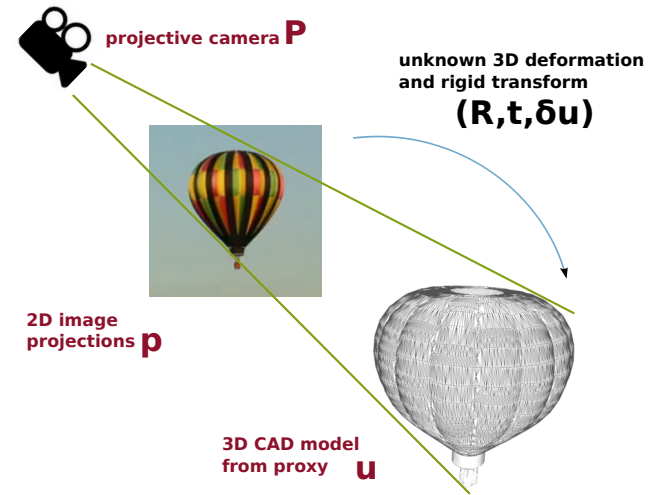 projective camera P
unknown 3D deformation
and rigid transform
(R,t,δu)
2D image
projections p
3D CAD model
from proxy u